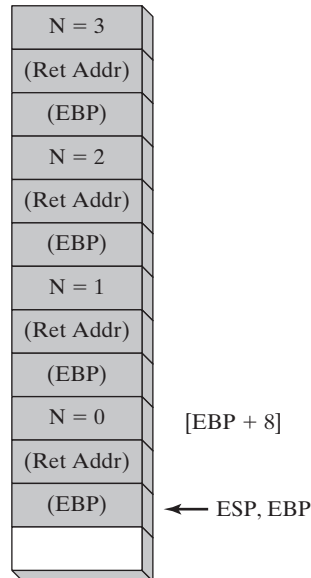 N = 3
(Ret Addr)
(EBP)
N = 2
(Ret Addr)
(EBP)
N = 1
(Ret Addr)
(EBP)
N = 0
[EBP + 8]
(Ret Addr)
(EBP)
ESP, EBP